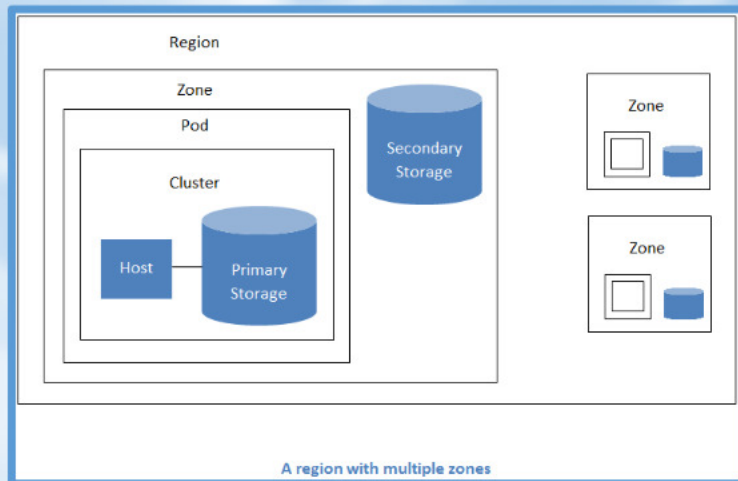 Region
Zone
Pod
Cluster
Host
Primary
Storage
Secondary
Storage
Zone
Zone
A region with multiple zones